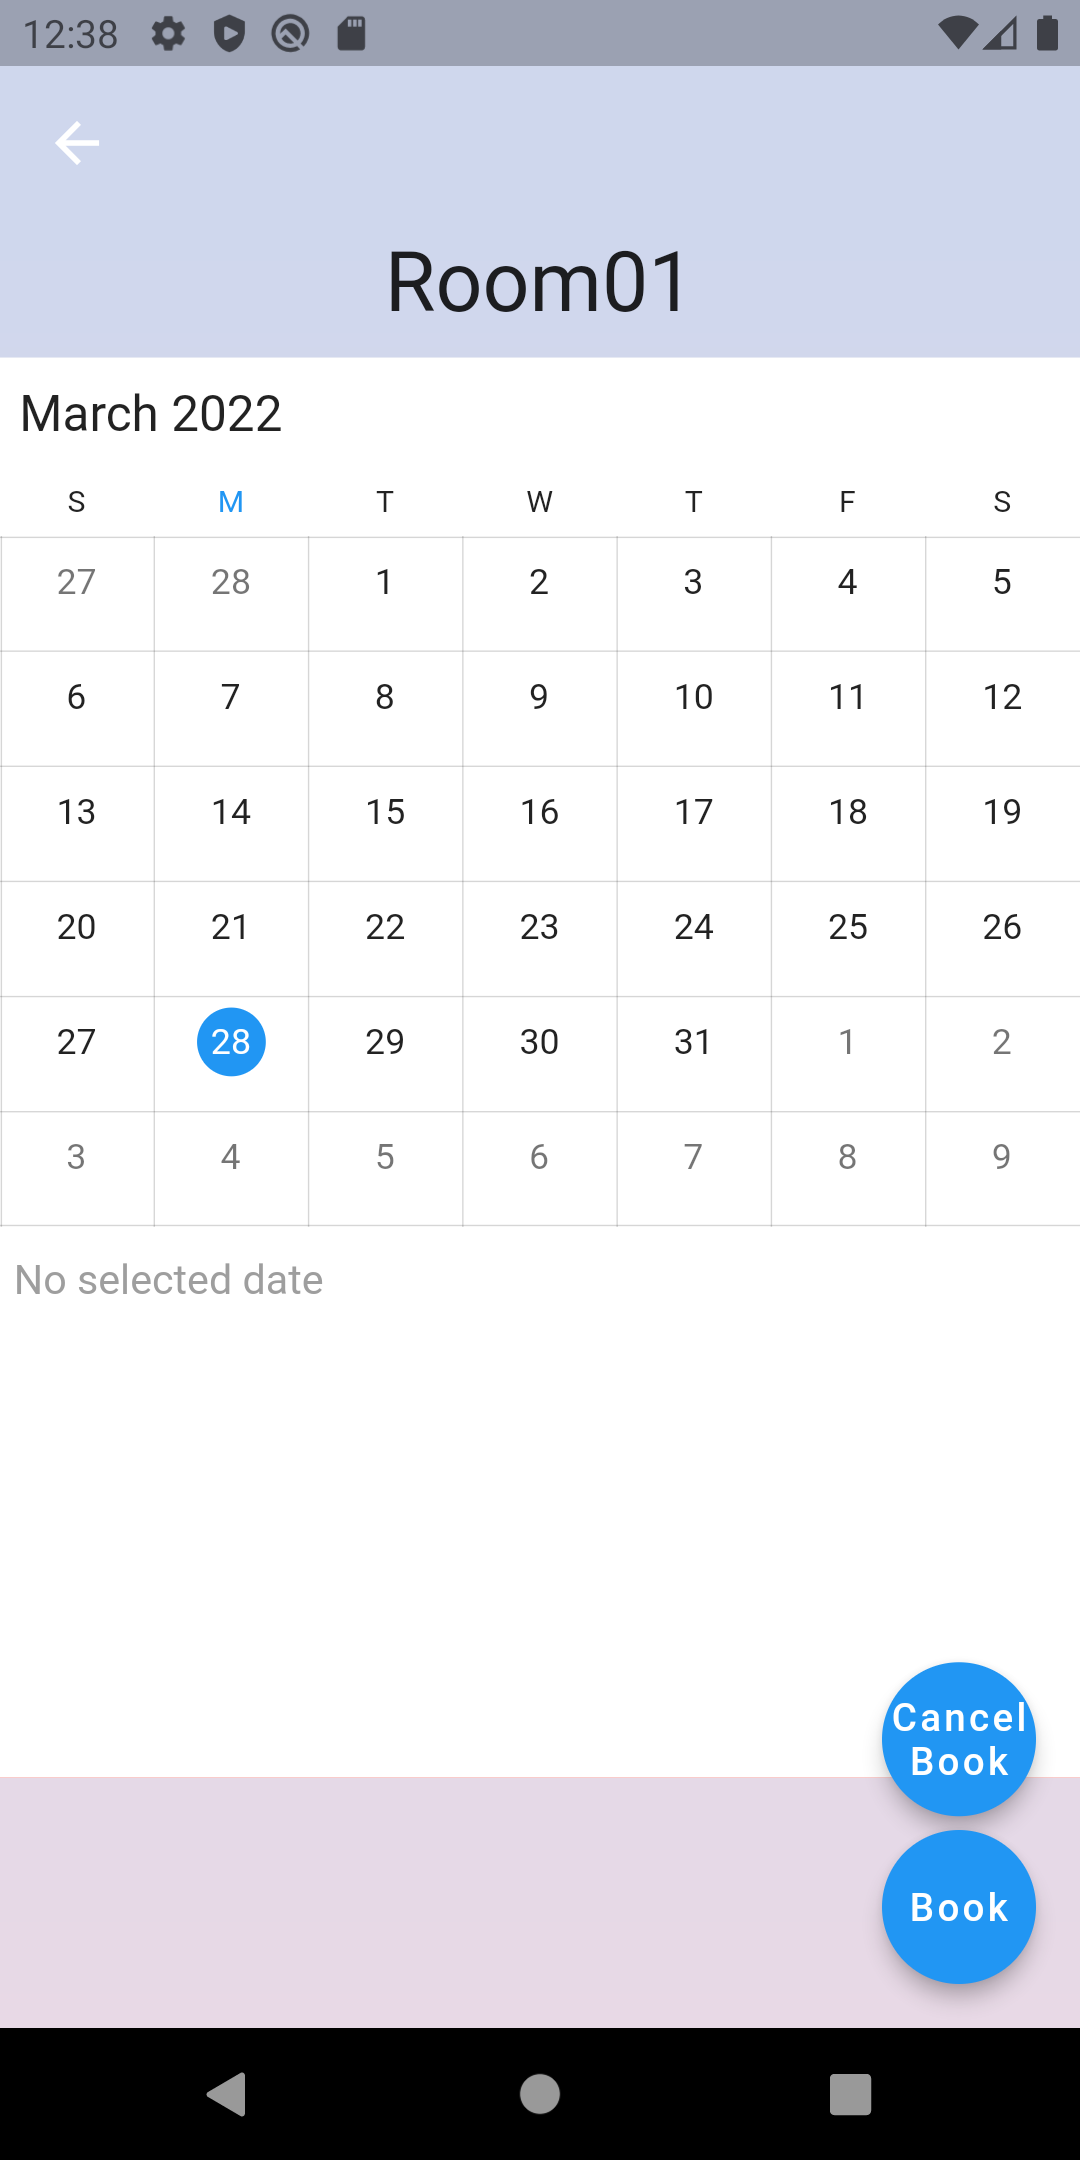 12:38
Room01
March 2022
S M T W T F S
27 28 1 2 3 4 5
6 7 8 9 10 11 12
13 14 15 16 17 18 19
20 21 22 23 24 25 26
27 28 29 30 31 1 2
3 4 5 6 7 8 9
No selected date
Cancel
Book
Book